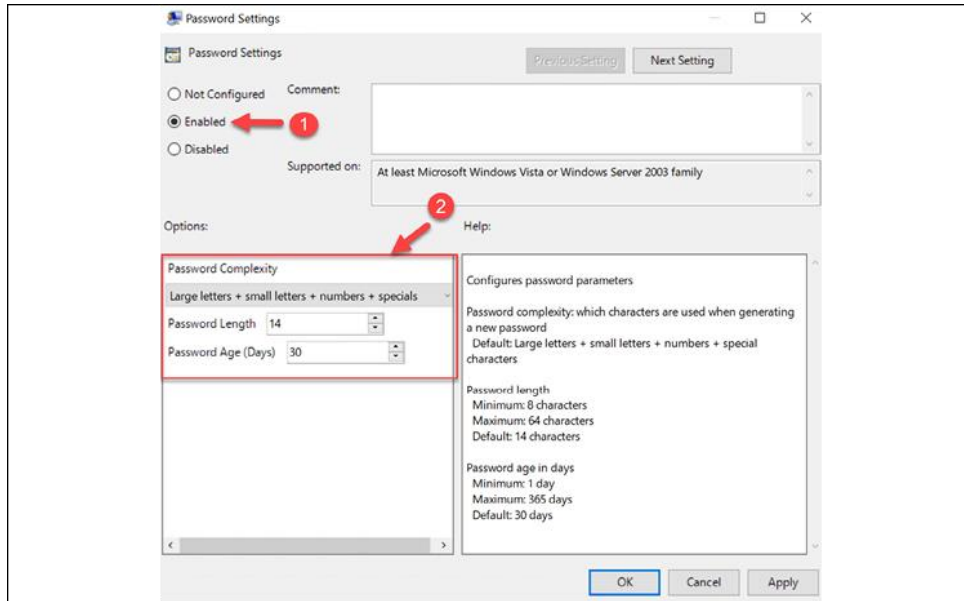 Password Settings
Password Settings
Previous Setting
Next Setting
Not Configured
Comment:
Enabled
1
Disabled
Supported on:
At least Microsoft Windows Vista or Windows Server 2003 family
2
Options:
Help:
Password Complexity
Large letters + small letters + numbers + specials
Password Length 14
Password Age (Days) 30
Configures password parameters
Password complexity: which characters are used when generating
a new password
Default: Large letters + small letters + numbers + special
characters
Password length
Minimum: 8 characters
Maximum: 64 characters
Default: 14 characters
Password age in days
Minimum: 1 day
Maximum: 365 days
Default: 30 days
OK
Cancel
Apply